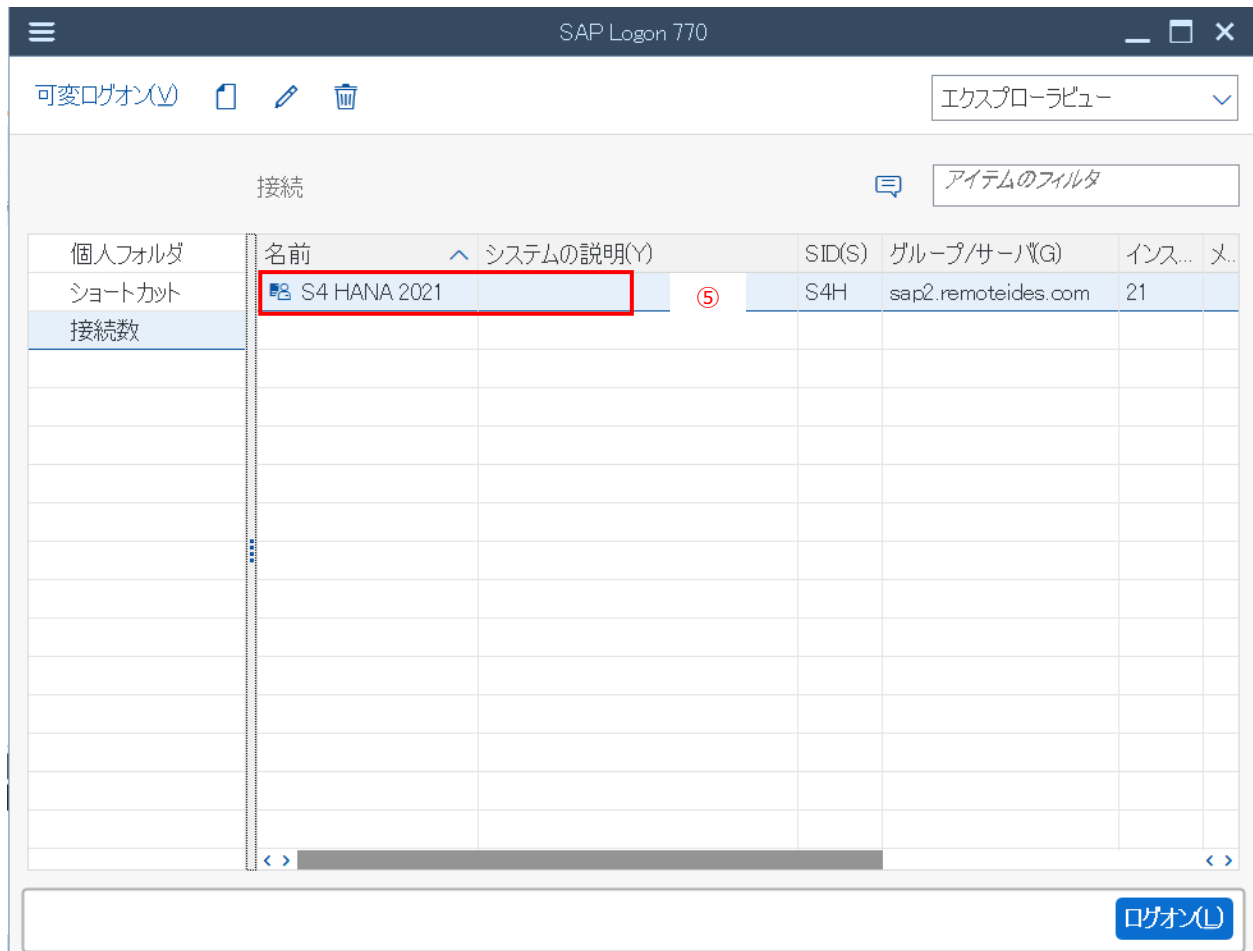 SAP Logon 770
可変ログオン(V)
エクスプローラビュー
接続
アイテムのフィルタ
個人フォルダ
名前 システムの説明(Y) SID(S) グループ/サーバ(G) インス... メ..
ショートカット
S4 HANA 2021 ⑤ S4H sap2.remoteides.com 21
接続数
ログオン(L)